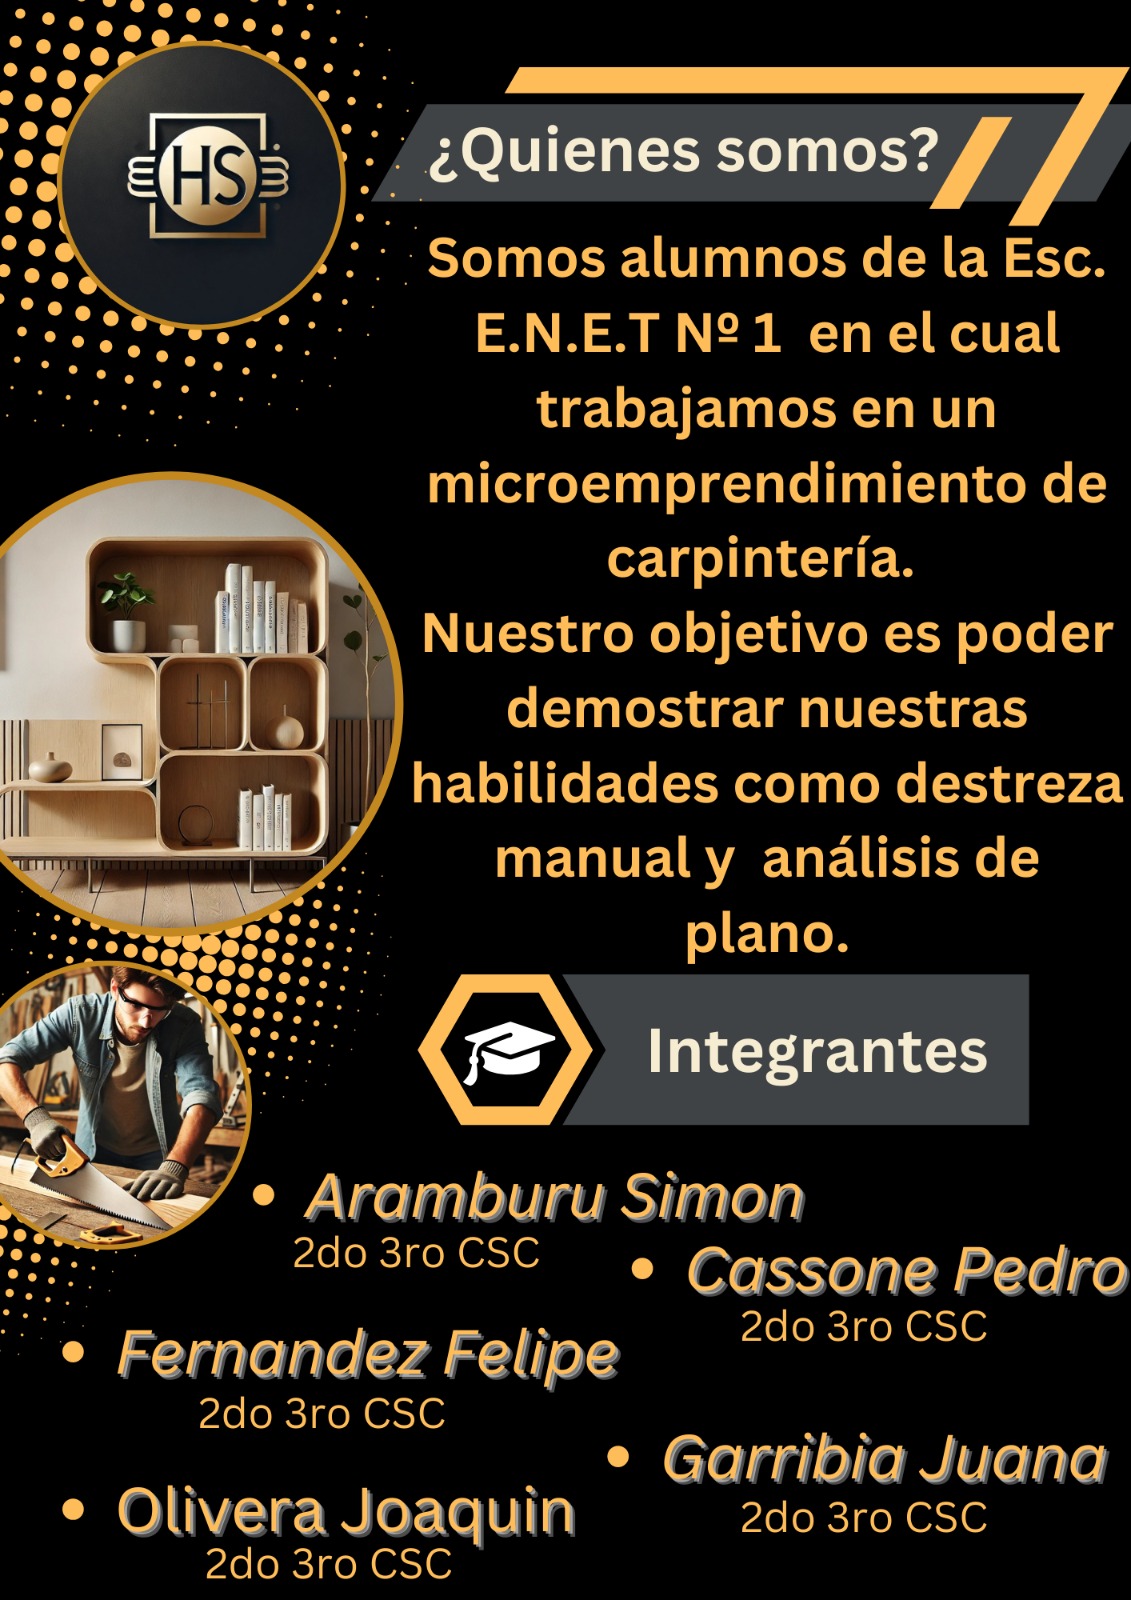 HS
¿Quienes somos?
Somos alumnos de la Esc.
E.N.E.T Nº 1 en el cual
trabajamos en un
microemprendimiento de
carpintería.
Nuestro objetivo es poder
demostrar nuestras
habilidades como destreza
manual y análisis de
plano.
Integrantes
• Aramburu Simon
2do 3ro CSC
• Cassone Pedro
2do 3ro CSC
• Fernandez Felipe
2do 3ro CSC
• Garribia Juana
2do 3ro CSC
• Olivera Joaquin
2do 3ro CSC